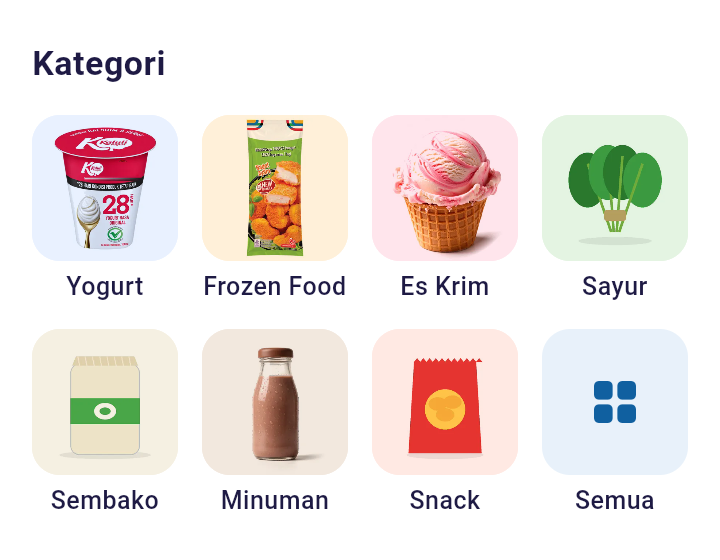 Kategori
28
Yogurt
Frozen Food
Es Krim
Sayur
Sembako
Minuman
Snack
Semua